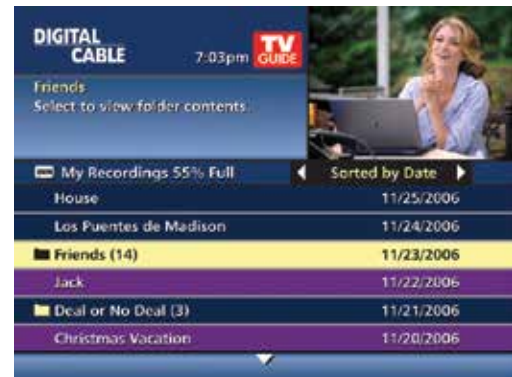 DIGITAL
CABLE
7:03pm
TV
GUIDE
Friends
Select to view folder contents.
My Recordings 55% Full
Sorted by Date
House 11/25/2006
Los Puentes de Madison 11/24/2006
Friends (14) 11/23/2006
Jack 11/22/2006
Deal or No Deal (3) 11/21/2006
Christmas Vacation 11/20/2006